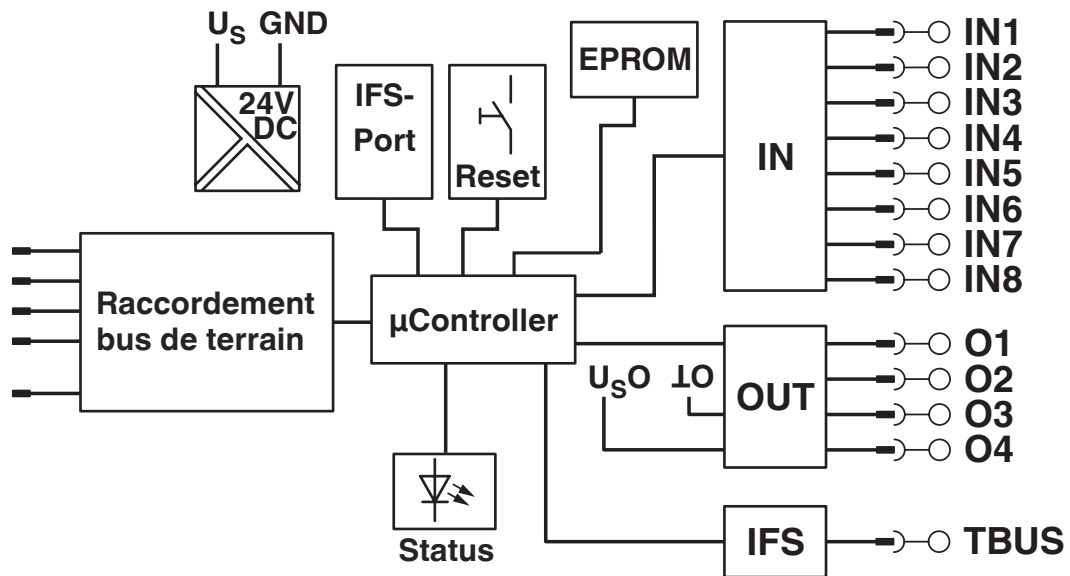 US GND
24V
DC
IFS-
Port
Reset
EPROM
IN
IN1
IN2
IN3
IN4
IN5
IN6
IN7
IN8
Raccordement
bus de terrain
µController
USO
⊥O
OUT
O1
O2
O3
O4
Status
IFS
TBUS